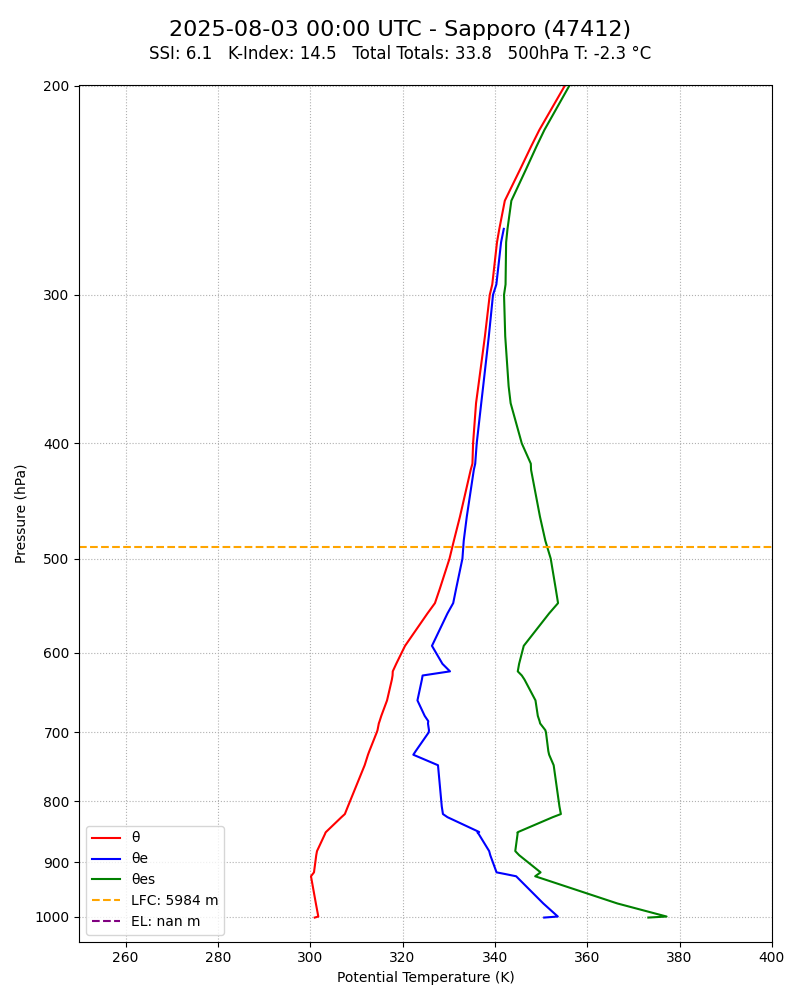 2025-08-03 00:00 UTC - Sapporo (47412)
SSI: 6.1   K-Index: 14.5   Total Totals: 33.8   500hPa T: -2.3 °C
200
300
400
500
600
700
800
900
1000
Pressure (hPa)
θ
θe
θes
LFC: 5984 m
EL: nan m
260 280 300 320 340 360 380 400
Potential Temperature (K)